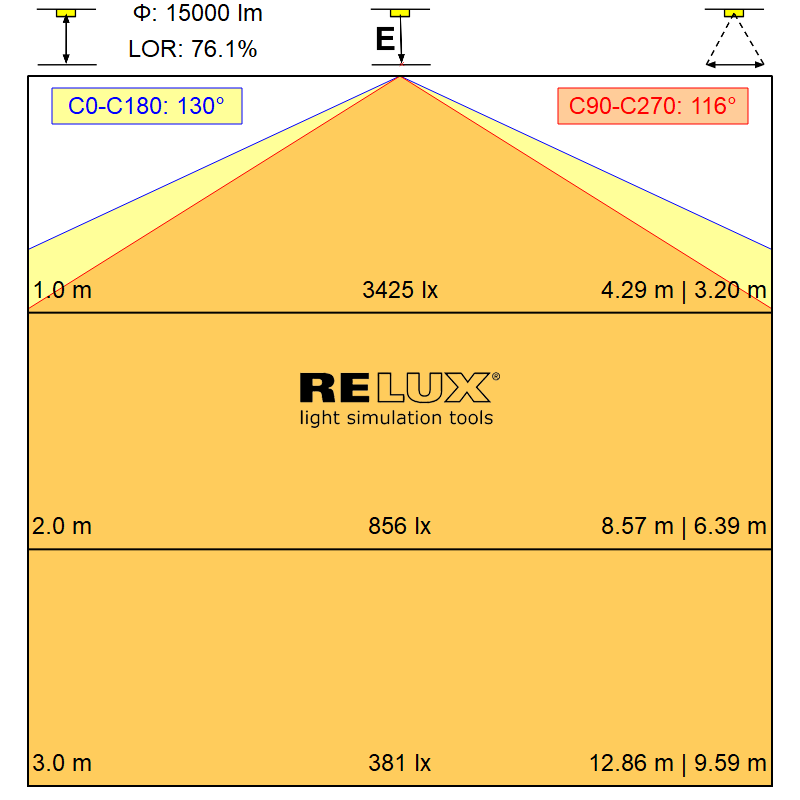 Φ: 15000 lm
LOR: 76.1%
E
C0-C180: 130°
C90-C270: 116°
1.0 m 3425 lx 4.29 m | 3.20 m
RELUX®
light simulation tools
2.0 m 856 lx 8.57 m | 6.39 m
3.0 m 381 lx 12.86 m | 9.59 m